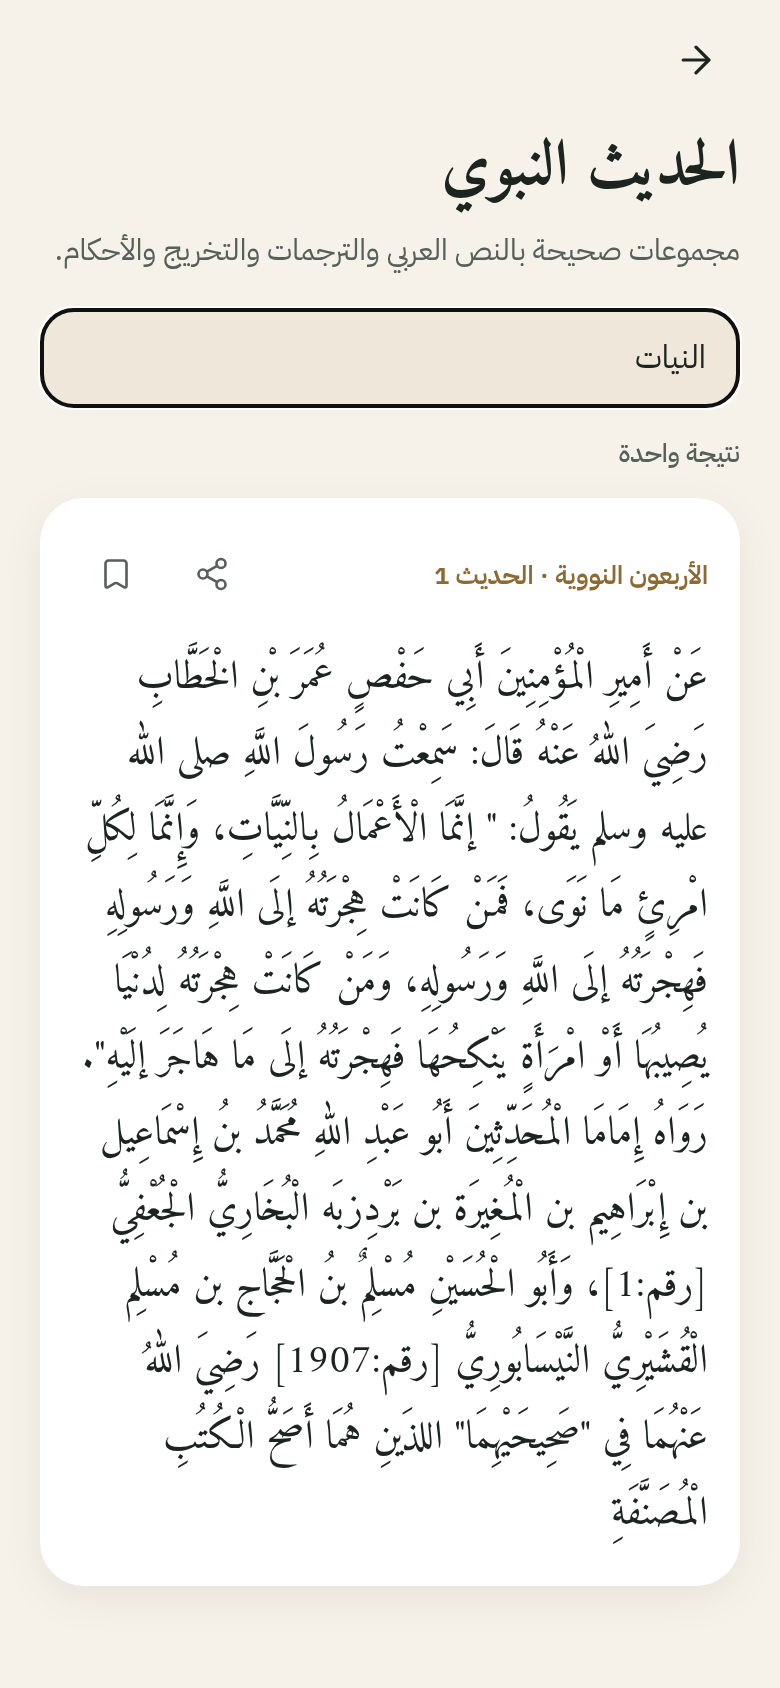 الحديث النبوي
مجموعات صحيحة بالنص العربي والترجمات والتخريج والأحكام.
النيات
نتيجة واحدة
الأربعون النووية · الحديث 1
عَنْ أَمِيرِ الْمُؤْمِنِينَ أَبِي حَفْصٍ عُمَرَ بْنِ الْخَطَّابِ
رَضِيَ اللهُ عَنْهُ قَالَ: سَمِعْتُ رَسُولَ اللَّهِ صلى الله
عليه وسلم يَقُولُ: " إنَّمَا الْأَعْمَالُ بِالنِّيَّاتِ، وَإِنَّمَا لِكُلِّ
امْرِئٍ مَا نَوَى، فَمَنْ كَانَتْ هِجْرَتُهُ إلَى اللَّهِ وَرَسُولِهِ
فَهِجْرَتُهُ إلَى اللَّهِ وَرَسُولِهِ، وَمَنْ كَانَتْ هِجْرَتُهُ لِدُنْيَا
يُصِيبُهَا أَوْ امْرَأَةٍ يَنْكِحُهَا فَهِجْرَتُهُ إلَى مَا هَاجَرَ إلَيْهِ".
رَوَاهُ إِمَامَا الْمُحَدِّثِينَ أَبُو عَبْدِ اللهِ مُحَمَّدُ بنُ إِسْمَاعِيل
بن إِبْرَاهِيم بن الْمُغِيرَة بن بَرْدِزبَه الْبُخَارِيُّ الْجُعْفِيُّ
[رقم:1]، وَأَبُو الْحُسَيْنِ مُسْلِمٌ بنُ الْحَجَّاج بن مُسْلِم
الْقُشَيْرِيُّ النَّيْسَابُورِيُّ [رقم:1907] رَضِيَ اللهُ
عَنْهُمَا فِي "صَحِيحَيْهِمَا" اللذَينِ هُمَا أَصَحُّ الْكُتُبِ
الْمُصَنَّفَةِ